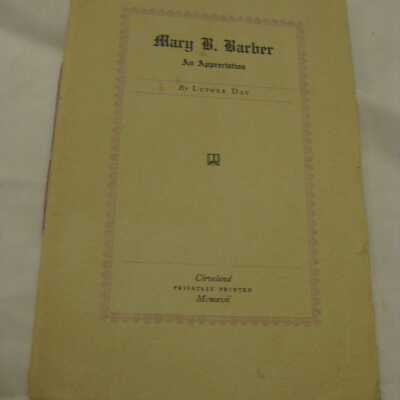 Mary B. Barber
An Appreciation
By Luther Day
Cleveland
PRIVATELY PRINTED